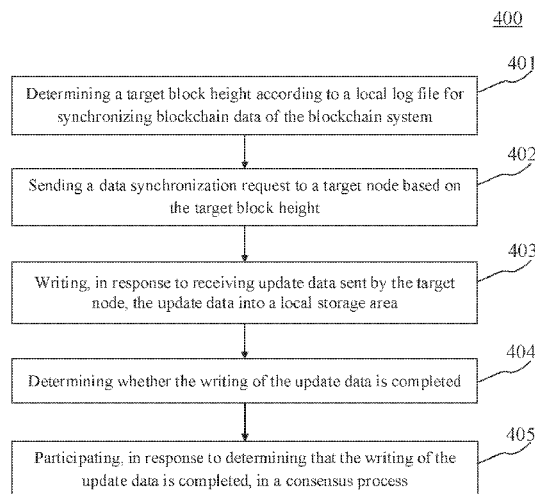 400
401
Determining a target block height according to a local log file for
synchronizing blockchain data of the blockchain system
402
Sending a data synchronization request to a target node based on
the target block height
403
Writing, in response to receiving update data sent by the target
node, the update data into a local storage area
404
Determining whether the writing of the update data is completed
405
Participating, in response to determining that the writing of the
update data is completed, in a consensus process